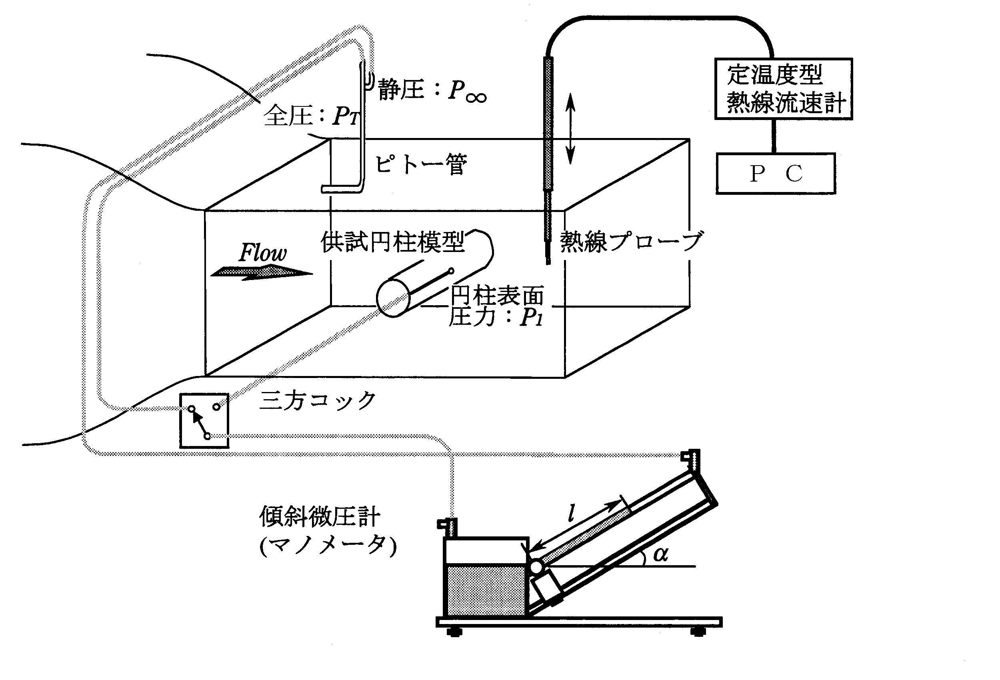 定温度型
熱線流速計
静圧：P∞
全圧：PT
ピトー管
P C
供試円柱模型
熱線プローブ
Flow
円柱表面
圧力：P1
三方コック
傾斜微圧計
(マノメータ)
l
α